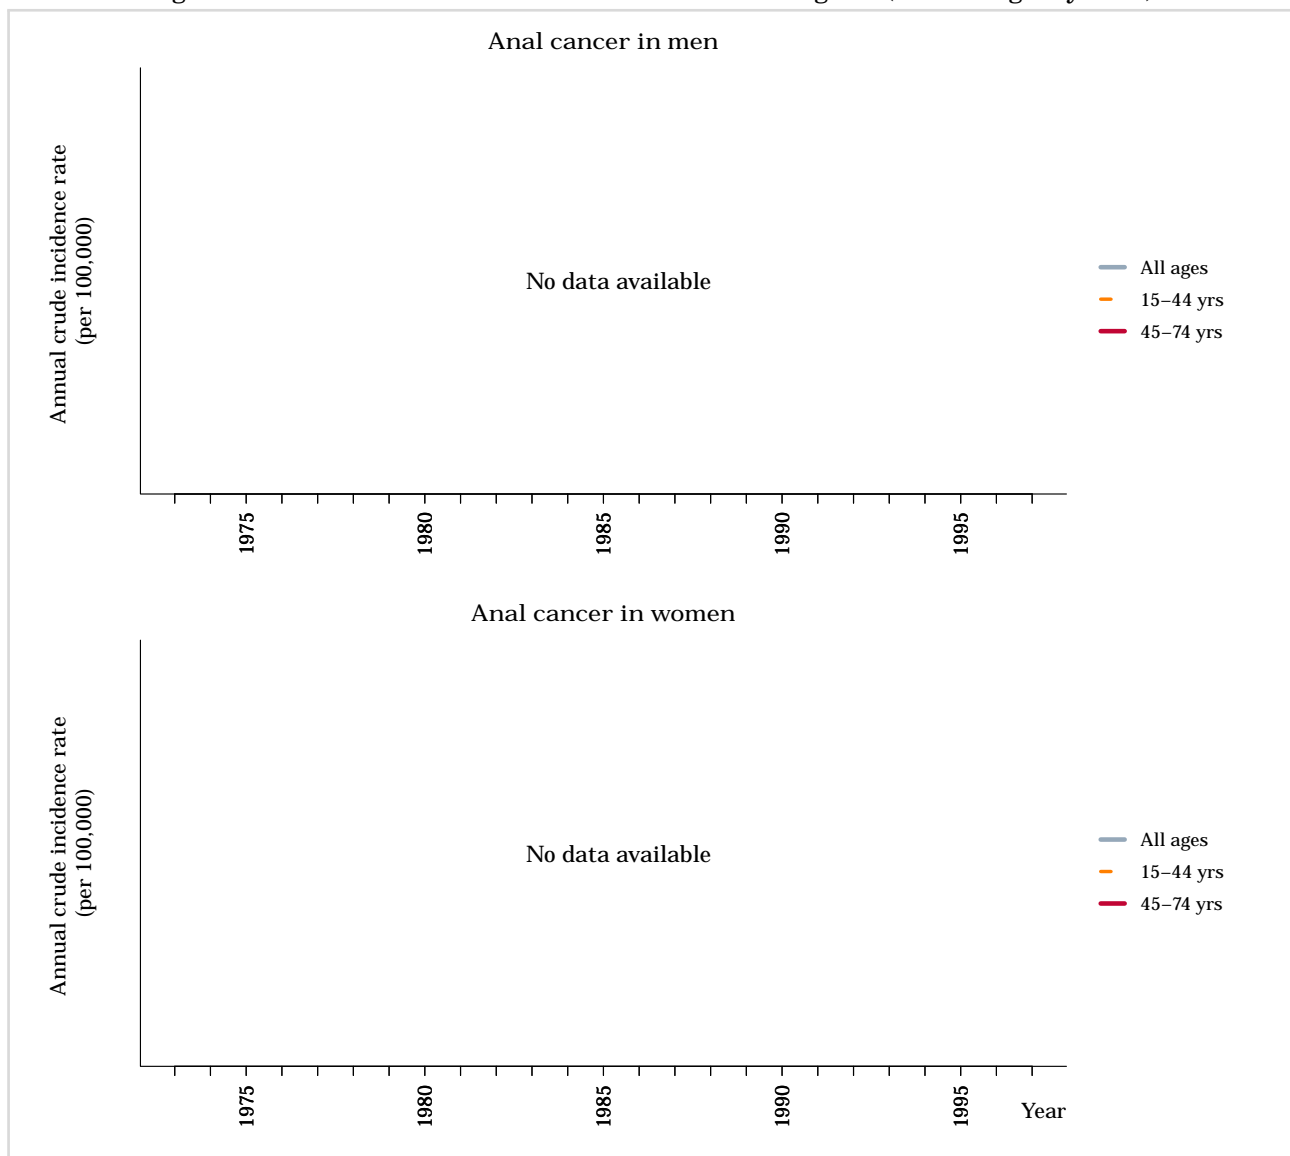 Anal cancer in men
Annual crude incidence rate
(per 100,000)
No data available
All ages
15–44 yrs
45–74 yrs
1975
1980
1985
1990
1995
Anal cancer in women
Annual crude incidence rate
(per 100,000)
No data available
All ages
15–44 yrs
45–74 yrs
1975
1980
1985
1990
1995
Year